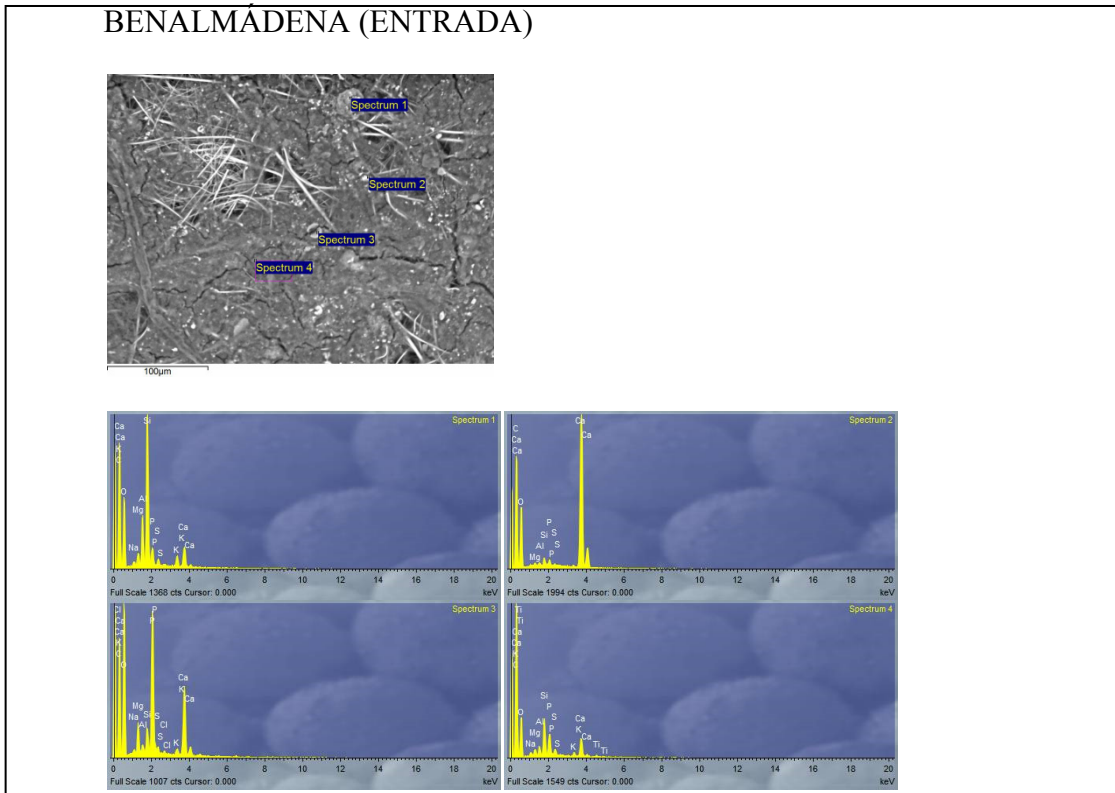 BENALMÁDENA (ENTRADA)
Spectrum 1
Spectrum 2
Spectrum 3
Spectrum 4
100µm
Spectrum 1
Ca
Si
Ca
K
C
O
Al
Mg
P
S
Ca
Na
P
S
K
K
Ca
0 2 4 6 8 10 12 14 16 18 20
Full Scale 1368 cts Cursor: 0.000 keV
Spectrum 2
C
Ca
Ca
Ca
Ca
O
P
Si
S
Al
S
Mg
P
0 2 4 6 8 10 12 14 16 18 20
Full Scale 1994 cts Cursor: 0.000 keV
Spectrum 3
Cl
P
Ca
P
Ca
K
C
O
Ca
K
Ca
Mg
Na
Si
S
Al
Cl
S
K
Cl
0 2 4 6 8 10 12 14 16 18 20
Full Scale 1007 cts Cursor: 0.000 keV
Spectrum 4
Ti
Ti
Ca
Ca
K
C
Si
O
P
Al
S
Ca
Mg
P
K
Ca
Na
S
K
Ti
Ti
0 2 4 6 8 10 12 14 16 18 20
Full Scale 1549 cts Cursor: 0.000 keV